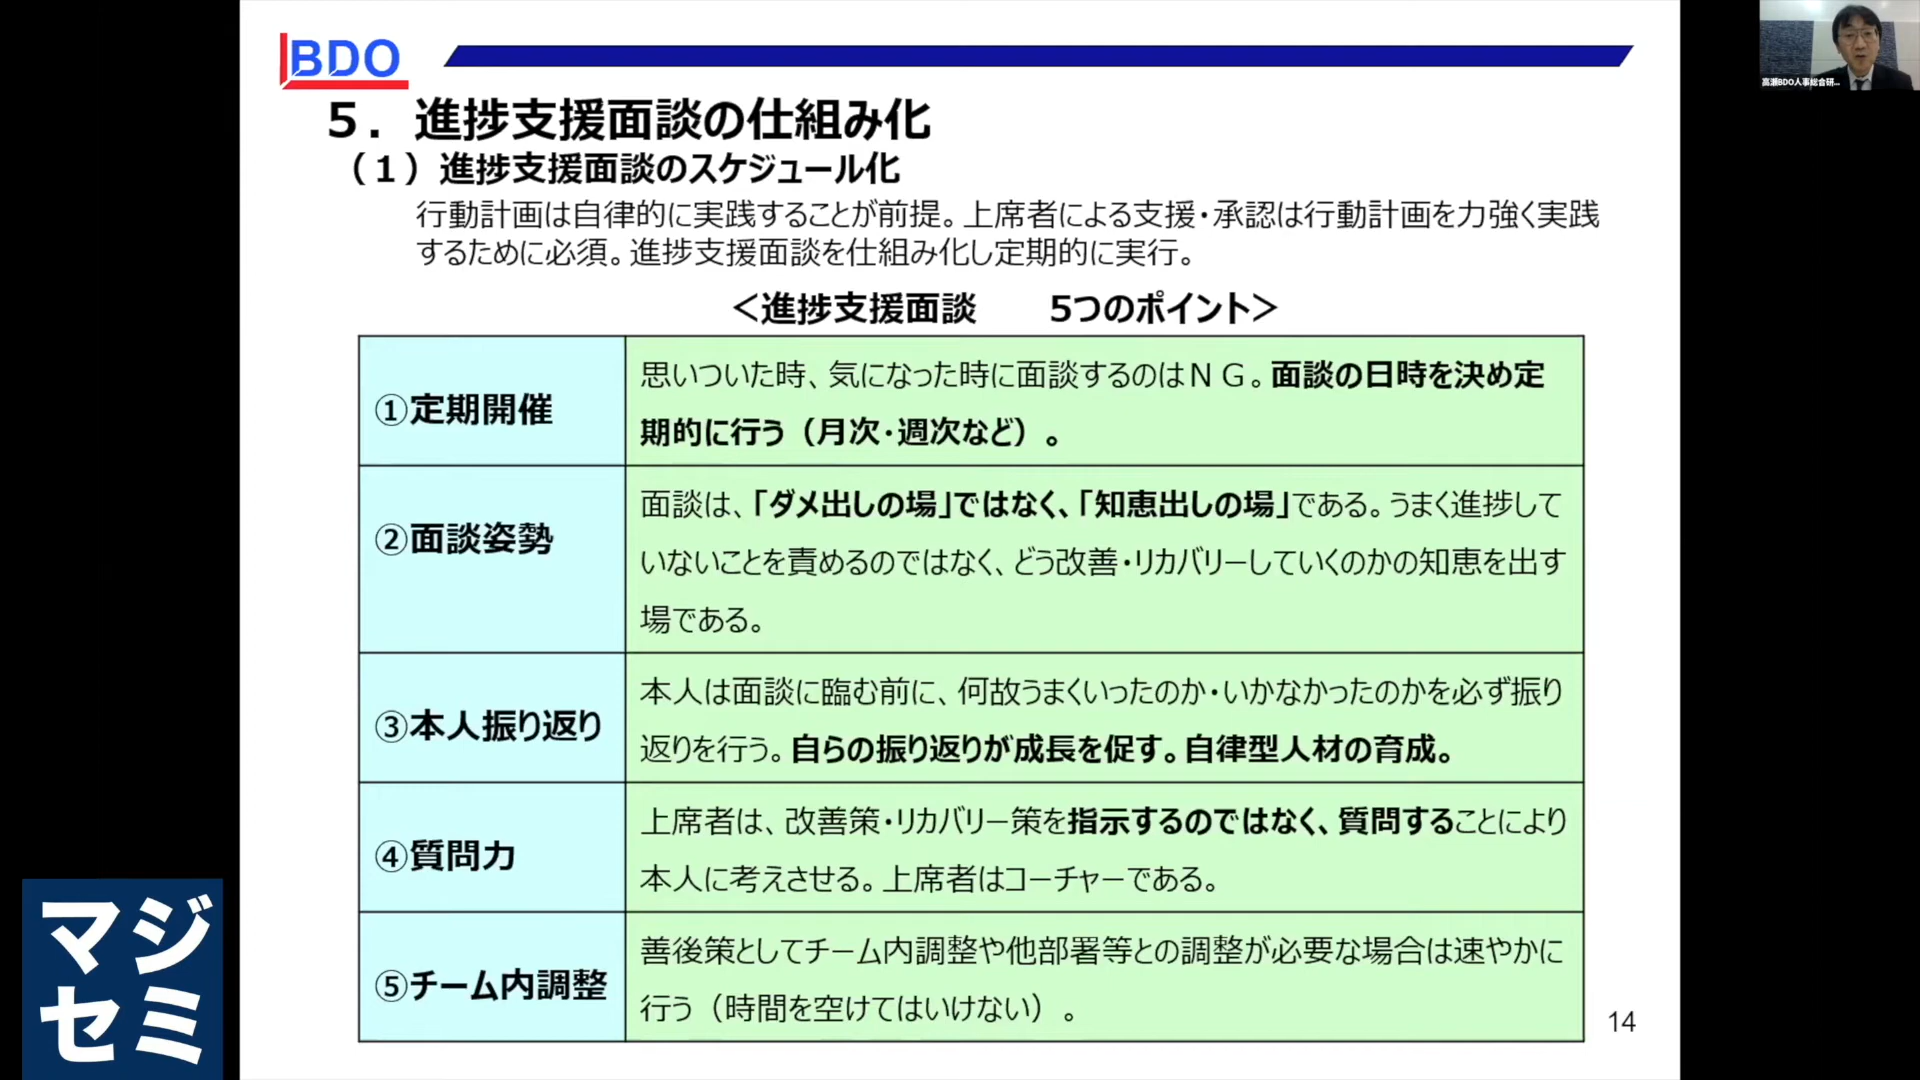 BDO
５．進捗支援面談の仕組み化
（１）進捗支援面談のスケジュール化
行動計画は自律的に実践することが前提。上席者による支援・承認は行動計画を力強く実践
するために必須。進捗支援面談を仕組み化し定期的に実行。
＜進捗支援面談　　5つのポイント＞
①定期開催
思いついた時、気になった時に面談するのはＮＧ。面談の日時を決め定
期的に行う（月次・週次など）。
②面談姿勢
面談は、「ダメ出しの場」ではなく、「知恵出しの場」である。うまく進捗して
いないことを責めるのではなく、どう改善・リカバリーしていくのかの知恵を出す
場である。
③本人振り返り
本人は面談に臨む前に、何故うまくいったのか・いかなかったのかを必ず振り
返りを行う。自らの振り返りが成長を促す。自律型人材の育成。
④質問力
上席者は、改善策・リカバリー策を指示するのではなく、質問することにより
本人に考えさせる。上席者はコーチャーである。
⑤チーム内調整
善後策としてチーム内調整や他部署等との調整が必要な場合は速やかに
行う（時間を空けてはいけない）。
14
高瀬BDO人事総合研...
マジ
セミ